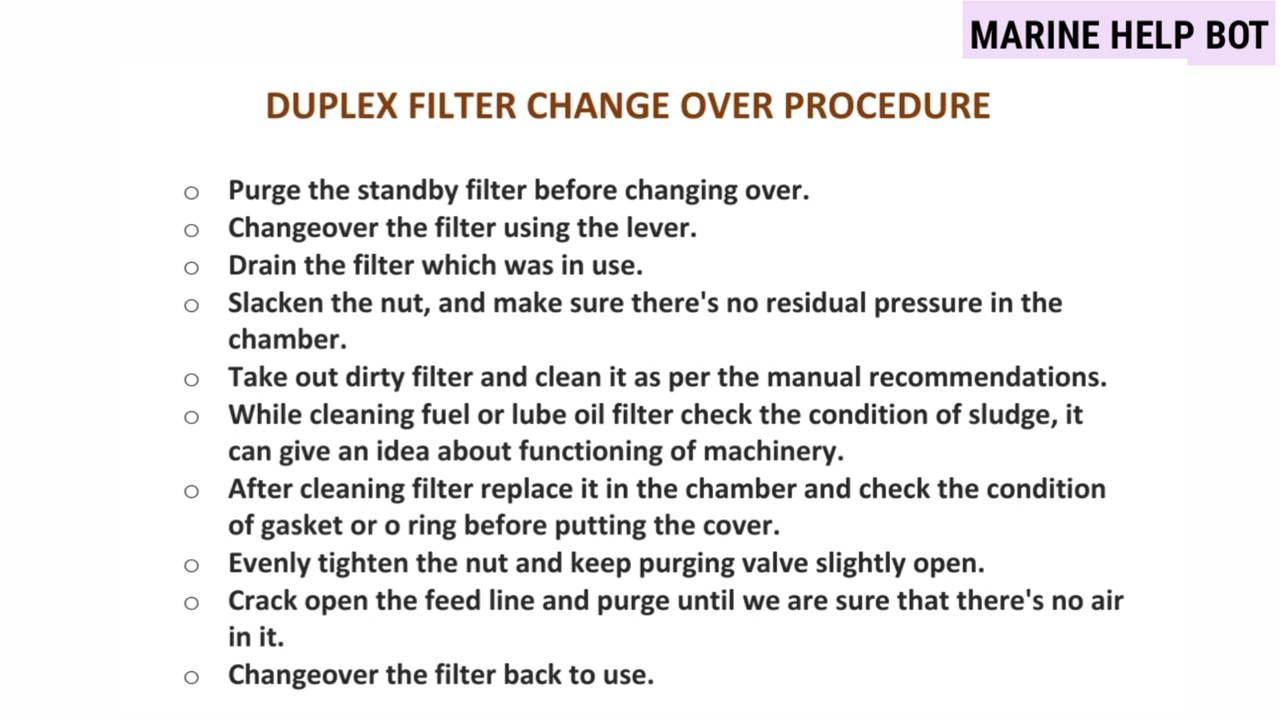 MARINE HELP BOT
DUPLEX FILTER CHANGE OVER PROCEDURE
o Purge the standby filter before changing over.
o Changeover the filter using the lever.
o Drain the filter which was in use.
o Slacken the nut, and make sure there's no residual pressure in the
chamber.
o Take out dirty filter and clean it as per the manual recommendations.
o While cleaning fuel or lube oil filter check the condition of sludge, it
can give an idea about functioning of machinery.
o After cleaning filter replace it in the chamber and check the condition
of gasket or o ring before putting the cover.
o Evenly tighten the nut and keep purging valve slightly open.
o Crack open the feed line and purge until we are sure that there's no air
in it.
o Changeover the filter back to use.